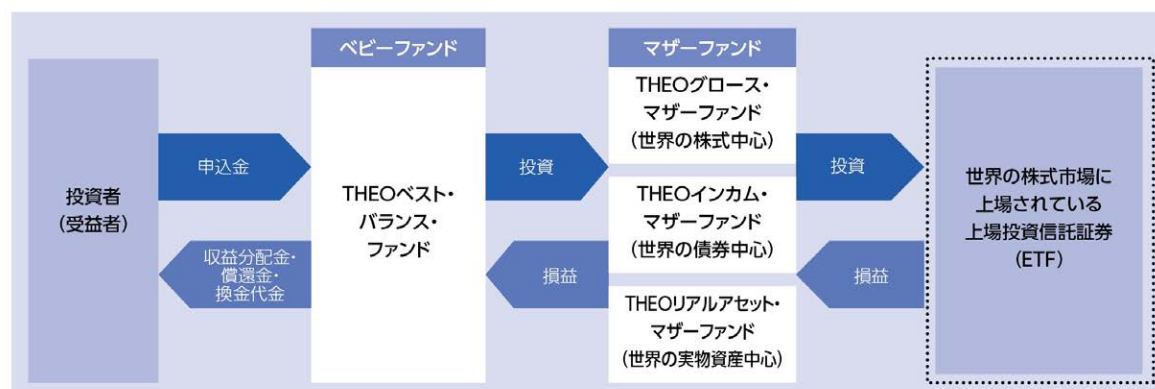 投資者
(受益者)
申込金
収益分配金・
償還金・
換金代金
ベビーファンド
THEOベスト・
バランス・
ファンド
投資
損益
マザーファンド
THEOグロース・
マザーファンド
(世界の株式中心)
THEOインカム・
マザーファンド
(世界の債券中心)
THEOリアルアセット・
マザーファンド
(世界の実物資産中心)
投資
損益
世界の株式市場に
上場されている
上場投資信託証券
(ETF)